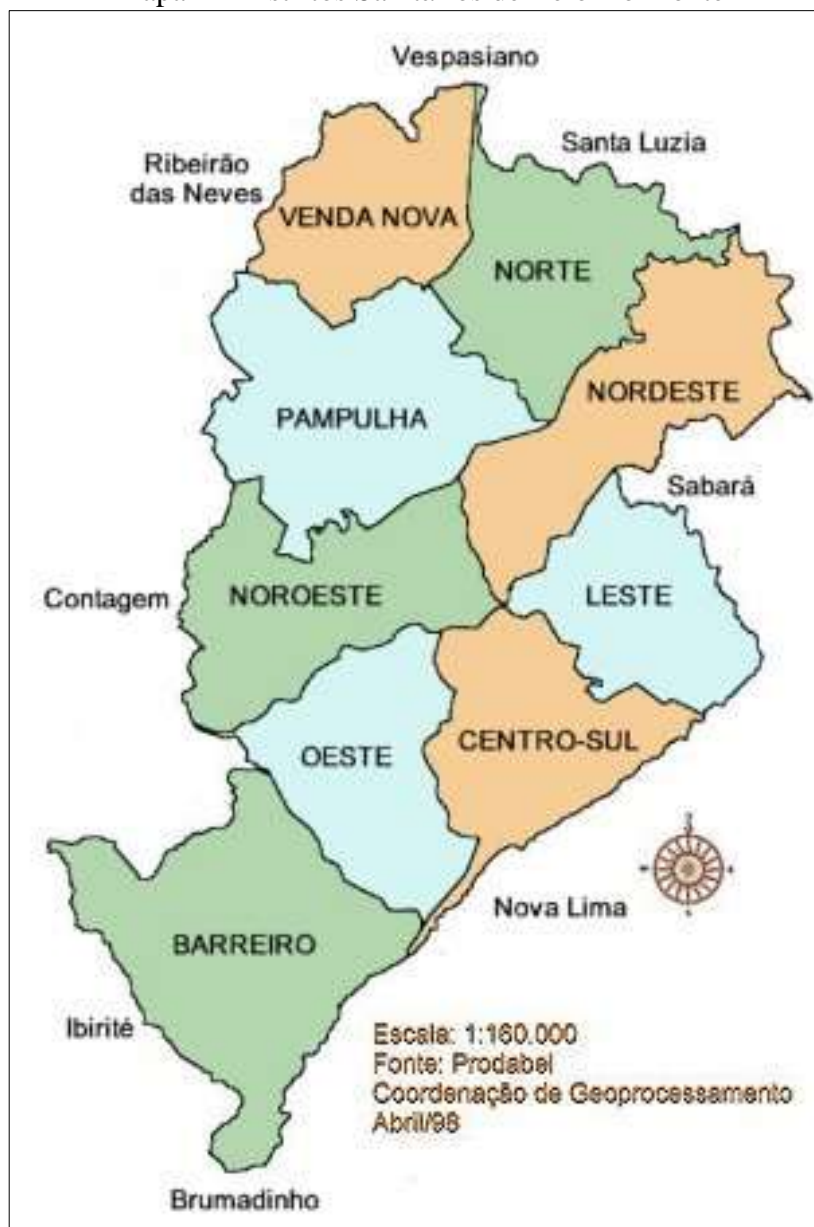 Vespasiano
Santa Luzia
Ribeirão
das Neves
VENDA NOVA
NORTE
NORDESTE
PAMPULHA
Sabará
Contagem
NOROESTE
LESTE
OESTE
CENTRO-SUL
Nova Lima
BARREIRO
Ibirité
Escala: 1:160.000
Fonte: Prodabel
Coordenação de Geoprocessamento
Abril/98
Brumadinho